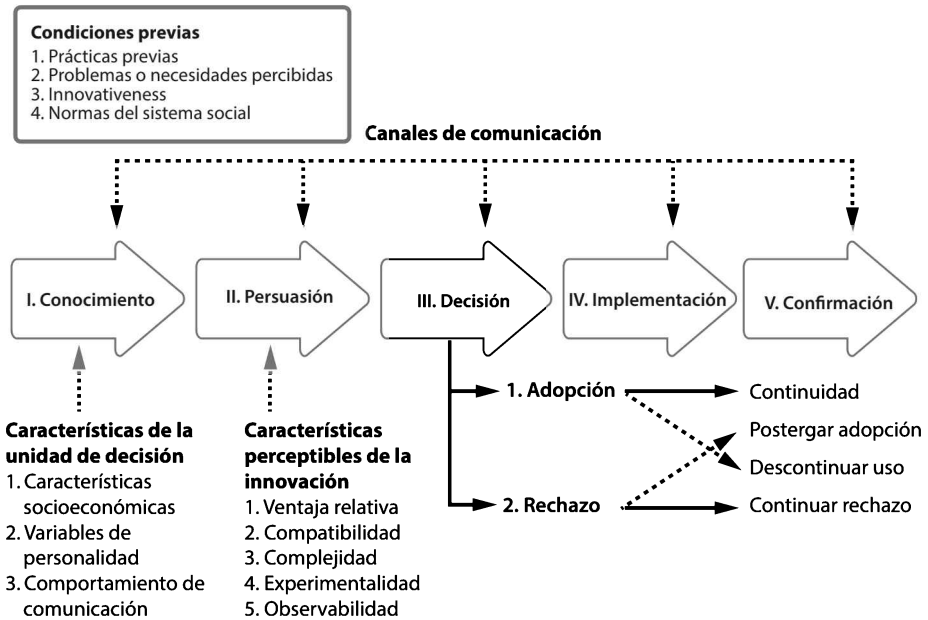 Condiciones previas
1. Prácticas previas
2. Problemas o necesidades percibidas
3. Innovativeness
4. Normas del sistema social
Canales de comunicación
I. Conocimiento
II. Persuasión
III. Decisión
IV. Implementación
V. Confirmación
Características de la
unidad de decisión
1. Características
socioeconómicas
2. Variables de
personalidad
3. Comportamiento de
comunicación
Características
perceptibles de la
innovación
1. Ventaja relativa
2. Compatibilidad
3. Complejidad
4. Experimentalidad
5. Observabilidad
1. Adopción
2. Rechazo
Continuidad
Postergar adopción
Descontinuar uso
Continuar rechazo